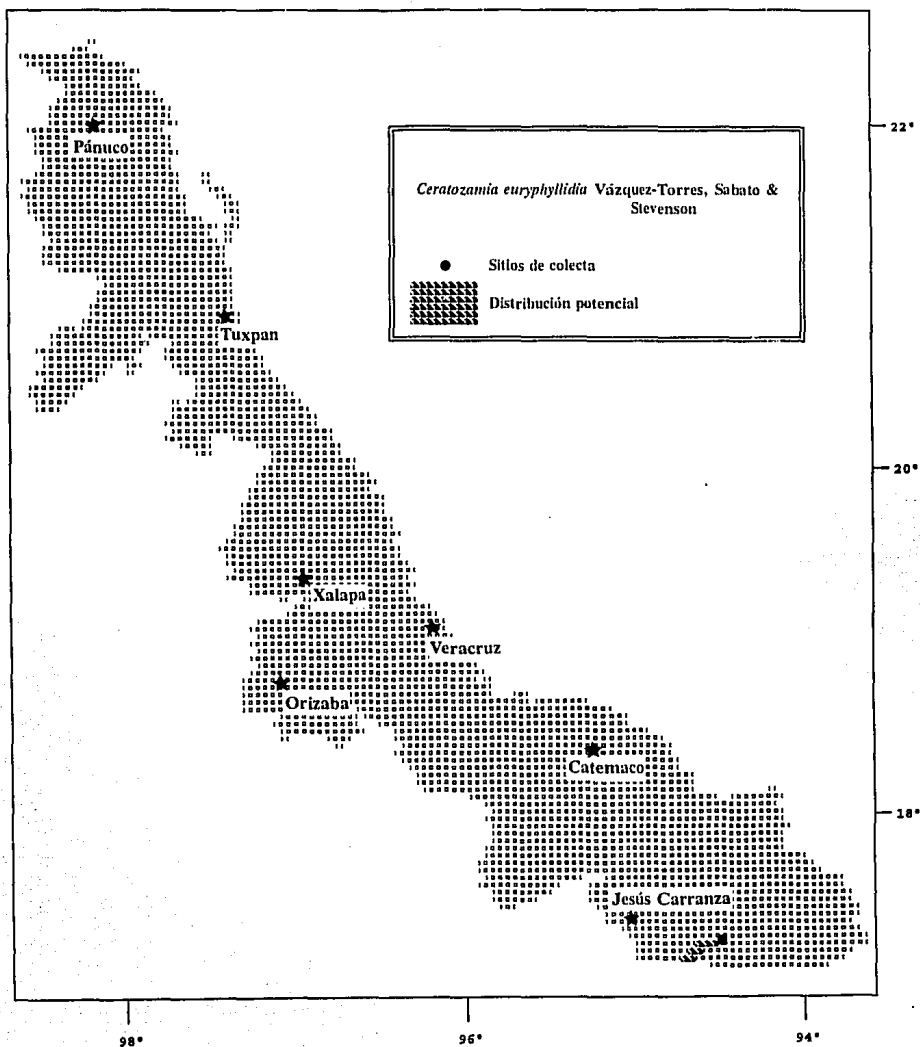 22°
Pánuco
Ceratozamia euryphyllidia Vázquez-Torres, Sabato &
Stevenson
Sitios de colecta
Distribución potencial
Tuxpan
20°
Xalapa
Veracruz
Orizaba
Catemaco
18°
Jesús Carranza
98°
96°
94°